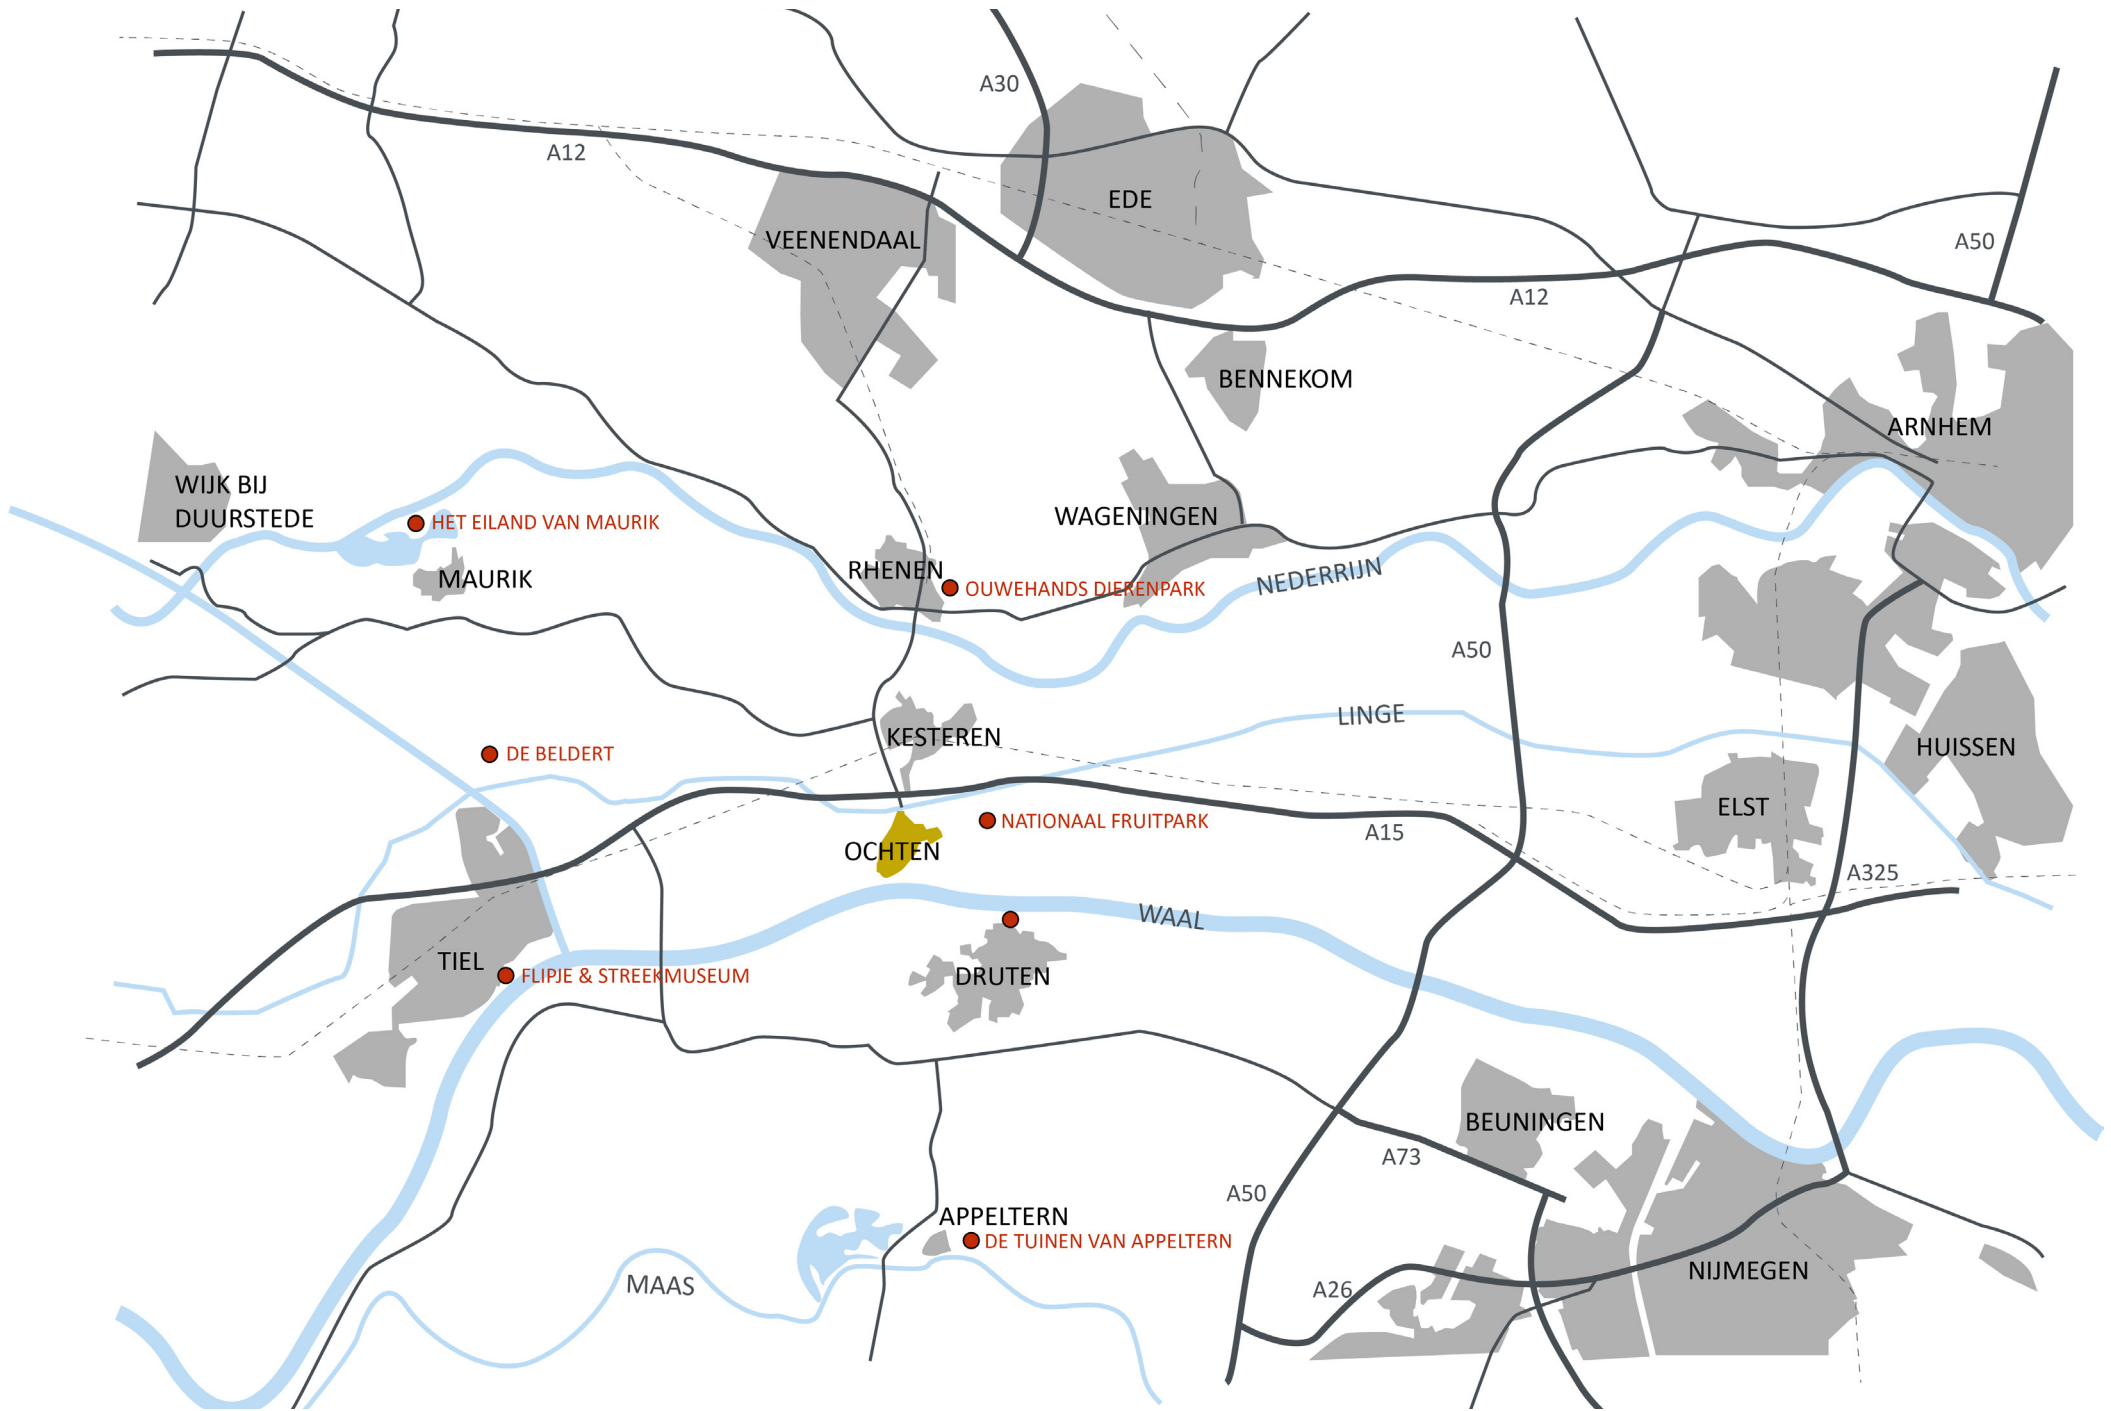 A30
A12
EDE
VEENENDAAL
A50
A12
BENNEKOM
ARNHEM
WIJK BIJ
DUURSTEDE
HET EILAND VAN MAURIK
WAGENINGEN
MAURIK
RHENEN
OUWEHANDS DIERENPARK
NEDERRIJN
A50
LINGE
KESTEREN
HUISSEN
DE BELDERT
ELST
NATIONAAL FRUITPARK
A15
OCHTEN
A325
WAAL
TIEL
FLIPJE & STREEKMUSEUM
DRUTEN
BEUNINGEN
A73
A50
APPELTERN
DE TUINEN VAN APPELTERN
MAAS
A26
NIJMEGEN